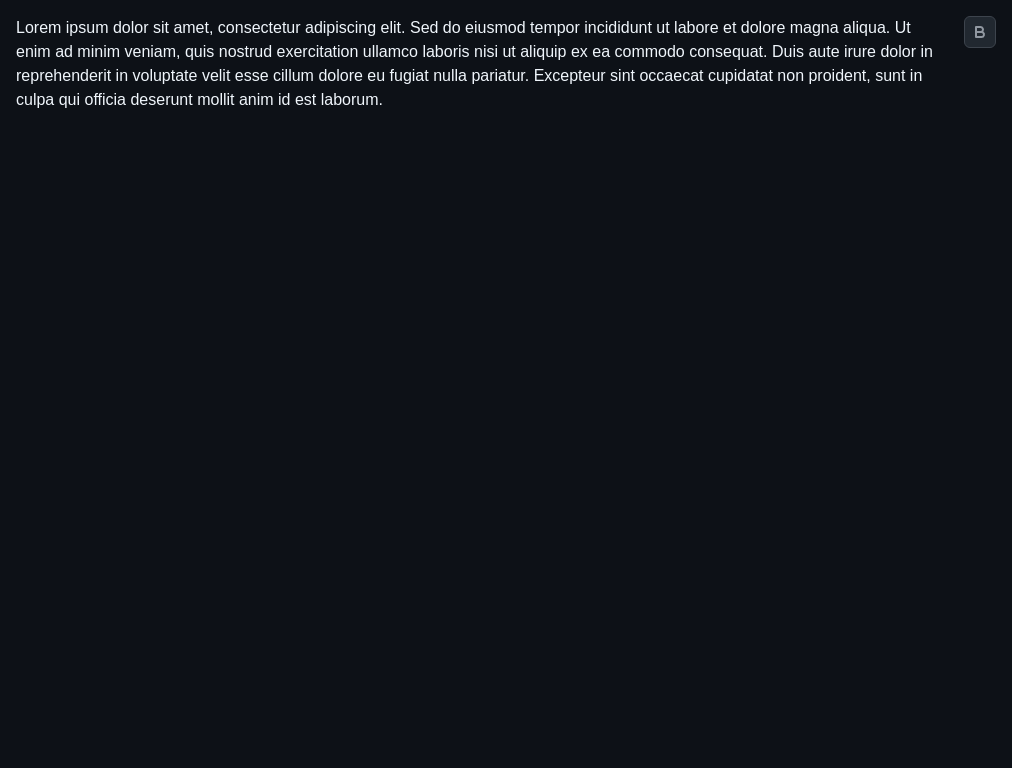 Lorem ipsum dolor sit amet, consectetur adipiscing elit. Sed do eiusmod tempor incididunt ut labore et dolore magna aliqua. Ut
enim ad minim veniam, quis nostrud exercitation ullamco laboris nisi ut aliquip ex ea commodo consequat. Duis aute irure dolor in
reprehenderit in voluptate velit esse cillum dolore eu fugiat nulla pariatur. Excepteur sint occaecat cupidatat non proident, sunt in
culpa qui officia deserunt mollit anim id est laborum.
B